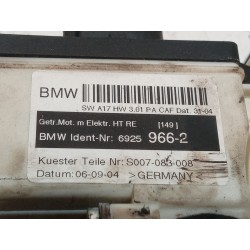 BMW
SW A17 HW 3.01 PA CAF Dat. 31-04
Getr.Mot. m Elektr. HT RE [149]
BMW Ident-Nr: 6925 966-2
Kuester Teile Nr: S007-083-008
Datum: 06-09-04 >GERMANY<